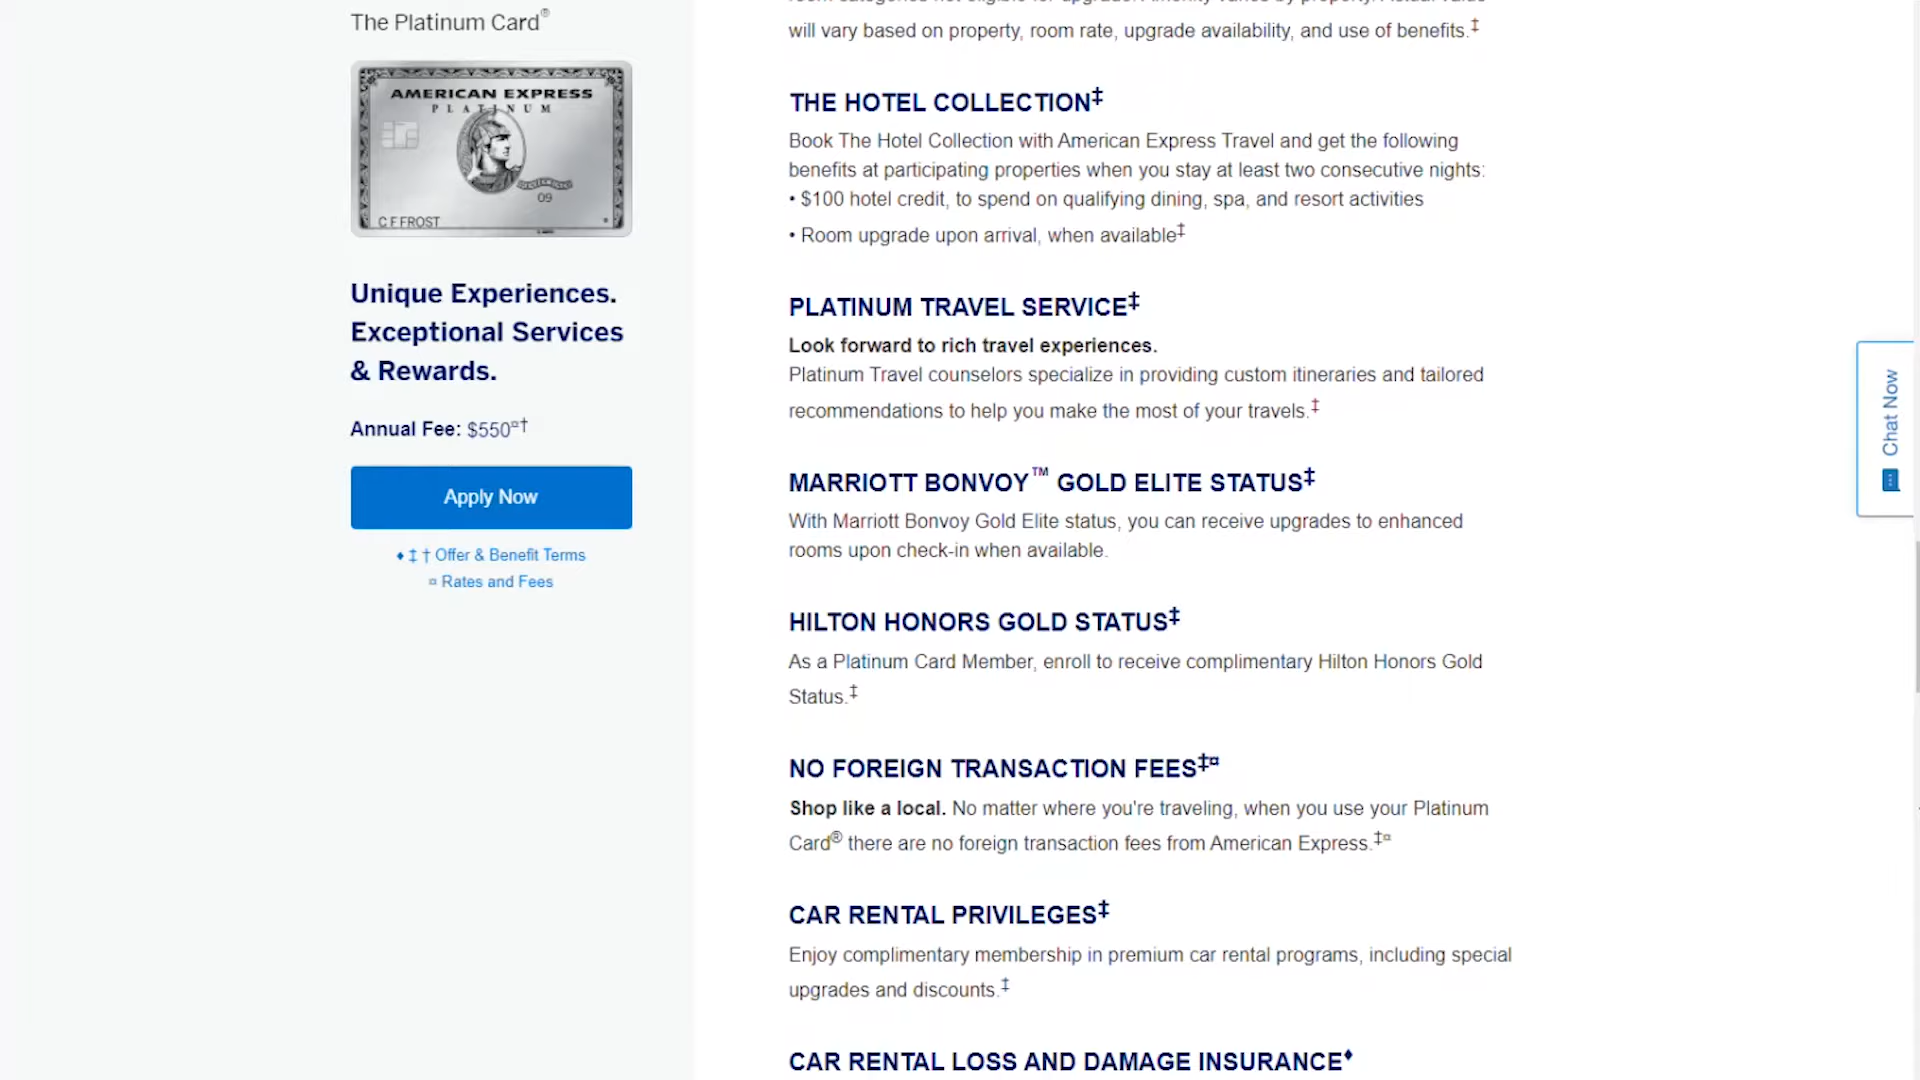 The Platinum Card®
AMERICAN EXPRESS
PLATINUM
09
C F FROST
Unique Experiences.
Exceptional Services
& Rewards.
Annual Fee: $550¤†
Apply Now
♦ ‡ † Offer & Benefit Terms
¤ Rates and Fees
will vary based on property, room rate, upgrade availability, and use of benefits.‡
THE HOTEL COLLECTION‡
Book The Hotel Collection with American Express Travel and get the following
benefits at participating properties when you stay at least two consecutive nights:
• $100 hotel credit, to spend on qualifying dining, spa, and resort activities
• Room upgrade upon arrival, when available‡
PLATINUM TRAVEL SERVICE‡
Look forward to rich travel experiences.
Platinum Travel counselors specialize in providing custom itineraries and tailored
recommendations to help you make the most of your travels.‡
MARRIOTT BONVOY™ GOLD ELITE STATUS‡
With Marriott Bonvoy Gold Elite status, you can receive upgrades to enhanced
rooms upon check-in when available.
HILTON HONORS GOLD STATUS‡
As a Platinum Card Member, enroll to receive complimentary Hilton Honors Gold
Status.‡
NO FOREIGN TRANSACTION FEES‡¤
Shop like a local. No matter where you're traveling, when you use your Platinum
Card® there are no foreign transaction fees from American Express.‡¤
CAR RENTAL PRIVILEGES‡
Enjoy complimentary membership in premium car rental programs, including special
upgrades and discounts.‡
CAR RENTAL LOSS AND DAMAGE INSURANCE♦
Chat Now